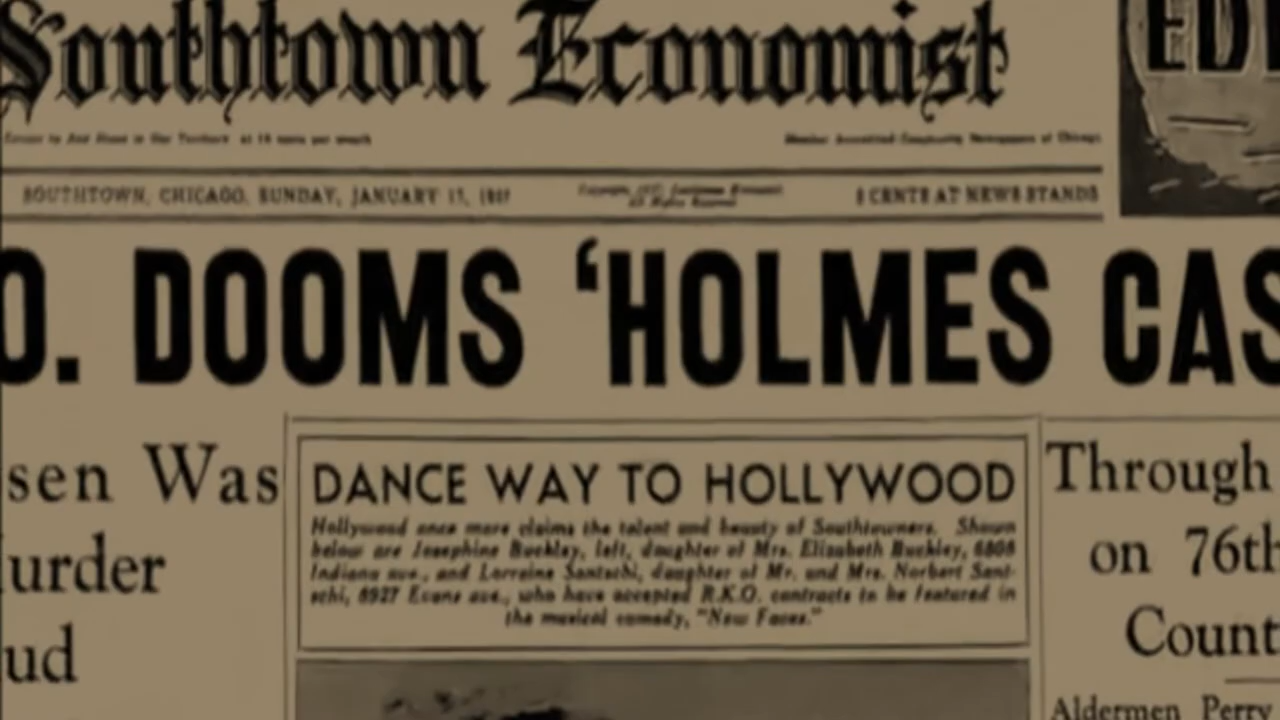 Southtown Economist
SOUTHTOWN, CHICAGO, SUNDAY, JANUARY 17,
CENTS AT NEWS STANDS
O. DOOMS ‘HOLMES CAS
sen Was
urder
ud
DANCE WAY TO HOLLYWOOD
Hollywood once more claims the talent and beauty of Southtowners. Shown
below are Josephine Buckley, left, daughter of Mrs. Elizabeth Buckley, 6808
Indiana ave., and Lorraine Santschi, daughter of Mr. and Mrs. Norbert Sant-
schi, 6927 Evans ave., who have accepted R.K.O. contracts to be featured in
the musical comedy, "New Faces."
Through
on 76th
Count
Aldermen Perry